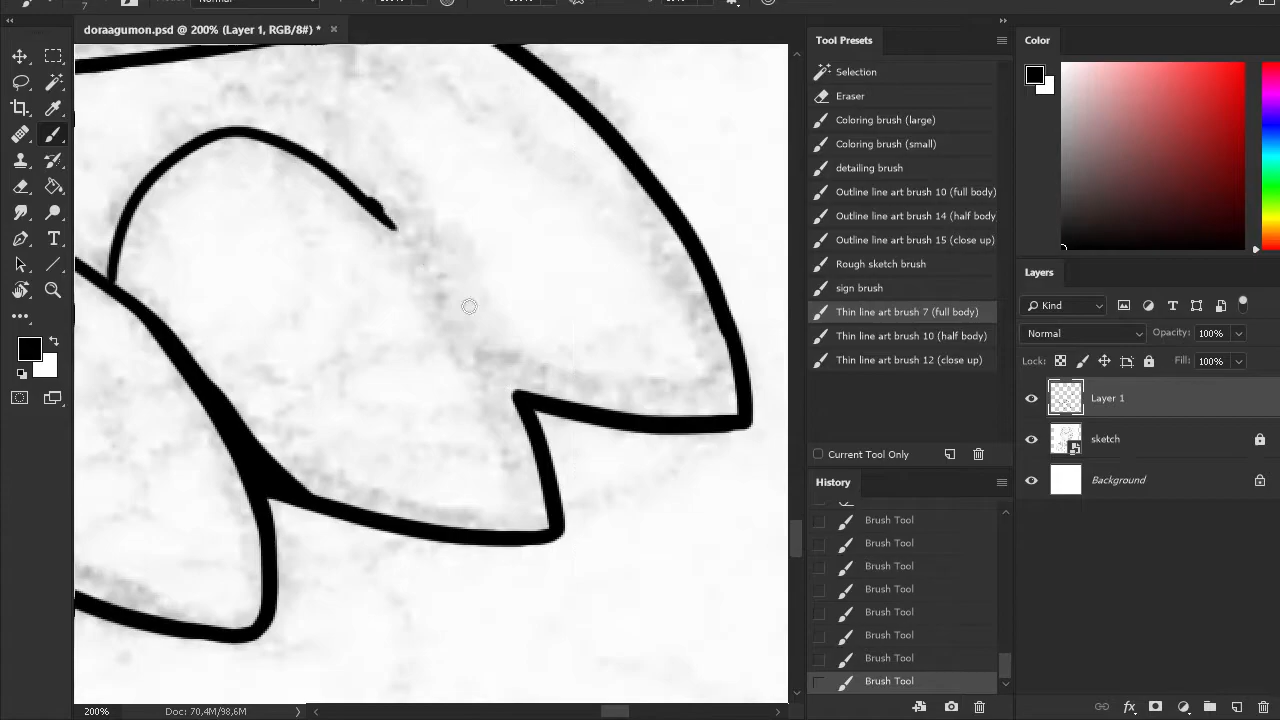 7
Normal
doraagumon.psd @ 200% (Layer 1, RGB/8#) *
Tool Presets
Selection
Eraser
Coloring brush (large)
Coloring brush (small)
detailing brush
Outline line art brush 10 (full body)
Outline line art brush 14 (half body
Outline line art brush 15 (close up)
Rough sketch brush
sign brush
Thin line art brush 7 (full body)
Thin line art brush 10 (half body)
Thin line art brush 12 (close up)
Current Tool Only
History
Brush Tool
Brush Tool
Brush Tool
Brush Tool
Brush Tool
Brush Tool
Brush Tool
Brush Tool
Color
Layers
Kind
Normal
Opacity: 100%
Lock:
Fill: 100%
Layer 1
sketch
Background
200%
Doc: 70,4M/98,6M